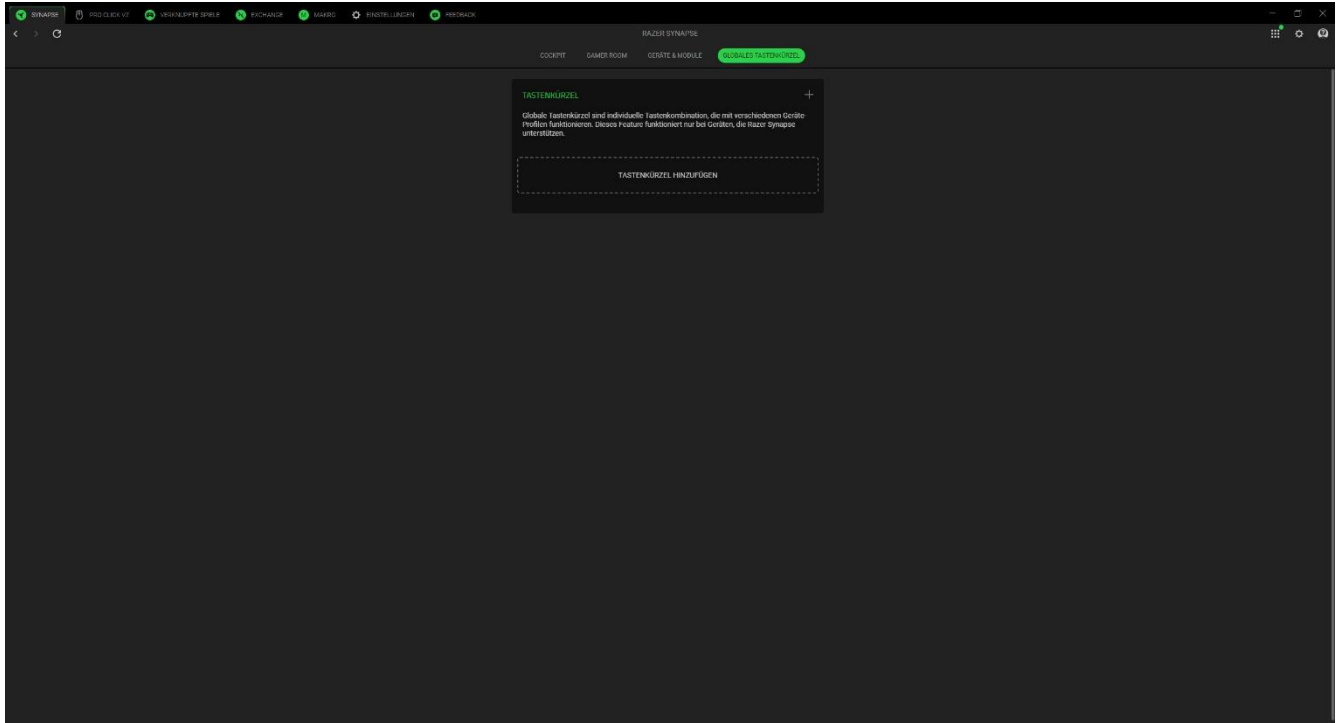 SYNAPSE PRO CLICK V2 VERKNÜPFTE SPIELE EXCHANGE MAKRO EINSTELLUNGEN FEEDBACK
RAZER SYNAPSE
COCKPIT GAMER ROOM GERÄTE & MODULE GLOBALES TASTENKÜRZEL
TASTENKÜRZEL
Globale Tastenkürzel sind individuelle Tastenkombination, die mit verschiedenen Geräte-
Profilen funktionieren. Dieses Feature funktioniert nur bei Geräten, die Razer Synapse
unterstützen.
TASTENKÜRZEL HINZUFÜGEN